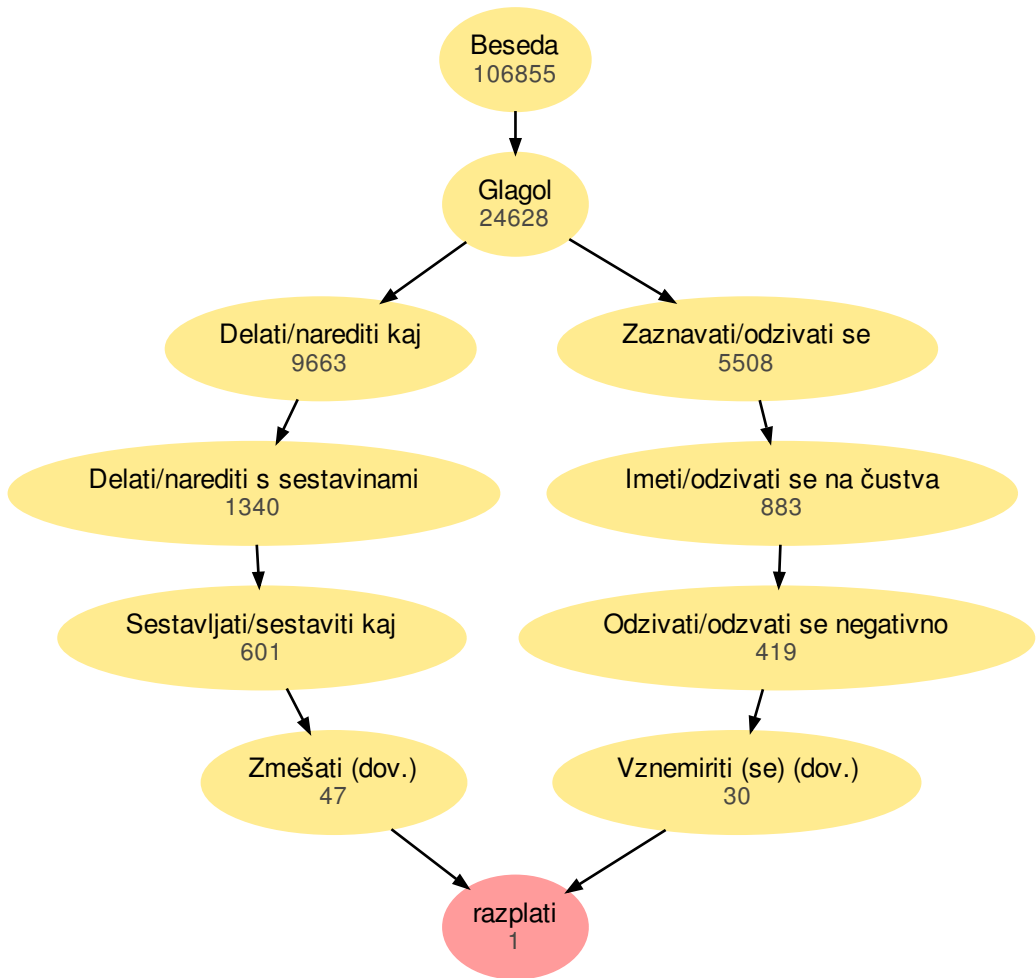 Beseda
106855
Glagol
24628
Delati/narediti kaj
9663
Zaznavati/odzivati se
5508
Delati/narediti s sestavinami
1340
Imeti/odzivati se na čustva
883
Sestavljati/sestaviti kaj
601
Odzivati/odzvati se negativno
419
Zmešati (dov.)
47
Vznemiriti (se) (dov.)
30
razplati
1